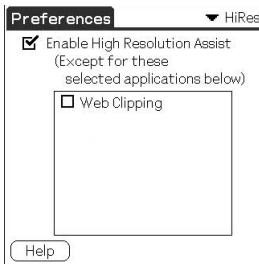 Preferences ▼ HiRes
Enable High Resolution Assist
(Except for these
selected applications below)
Web Clipping
Help